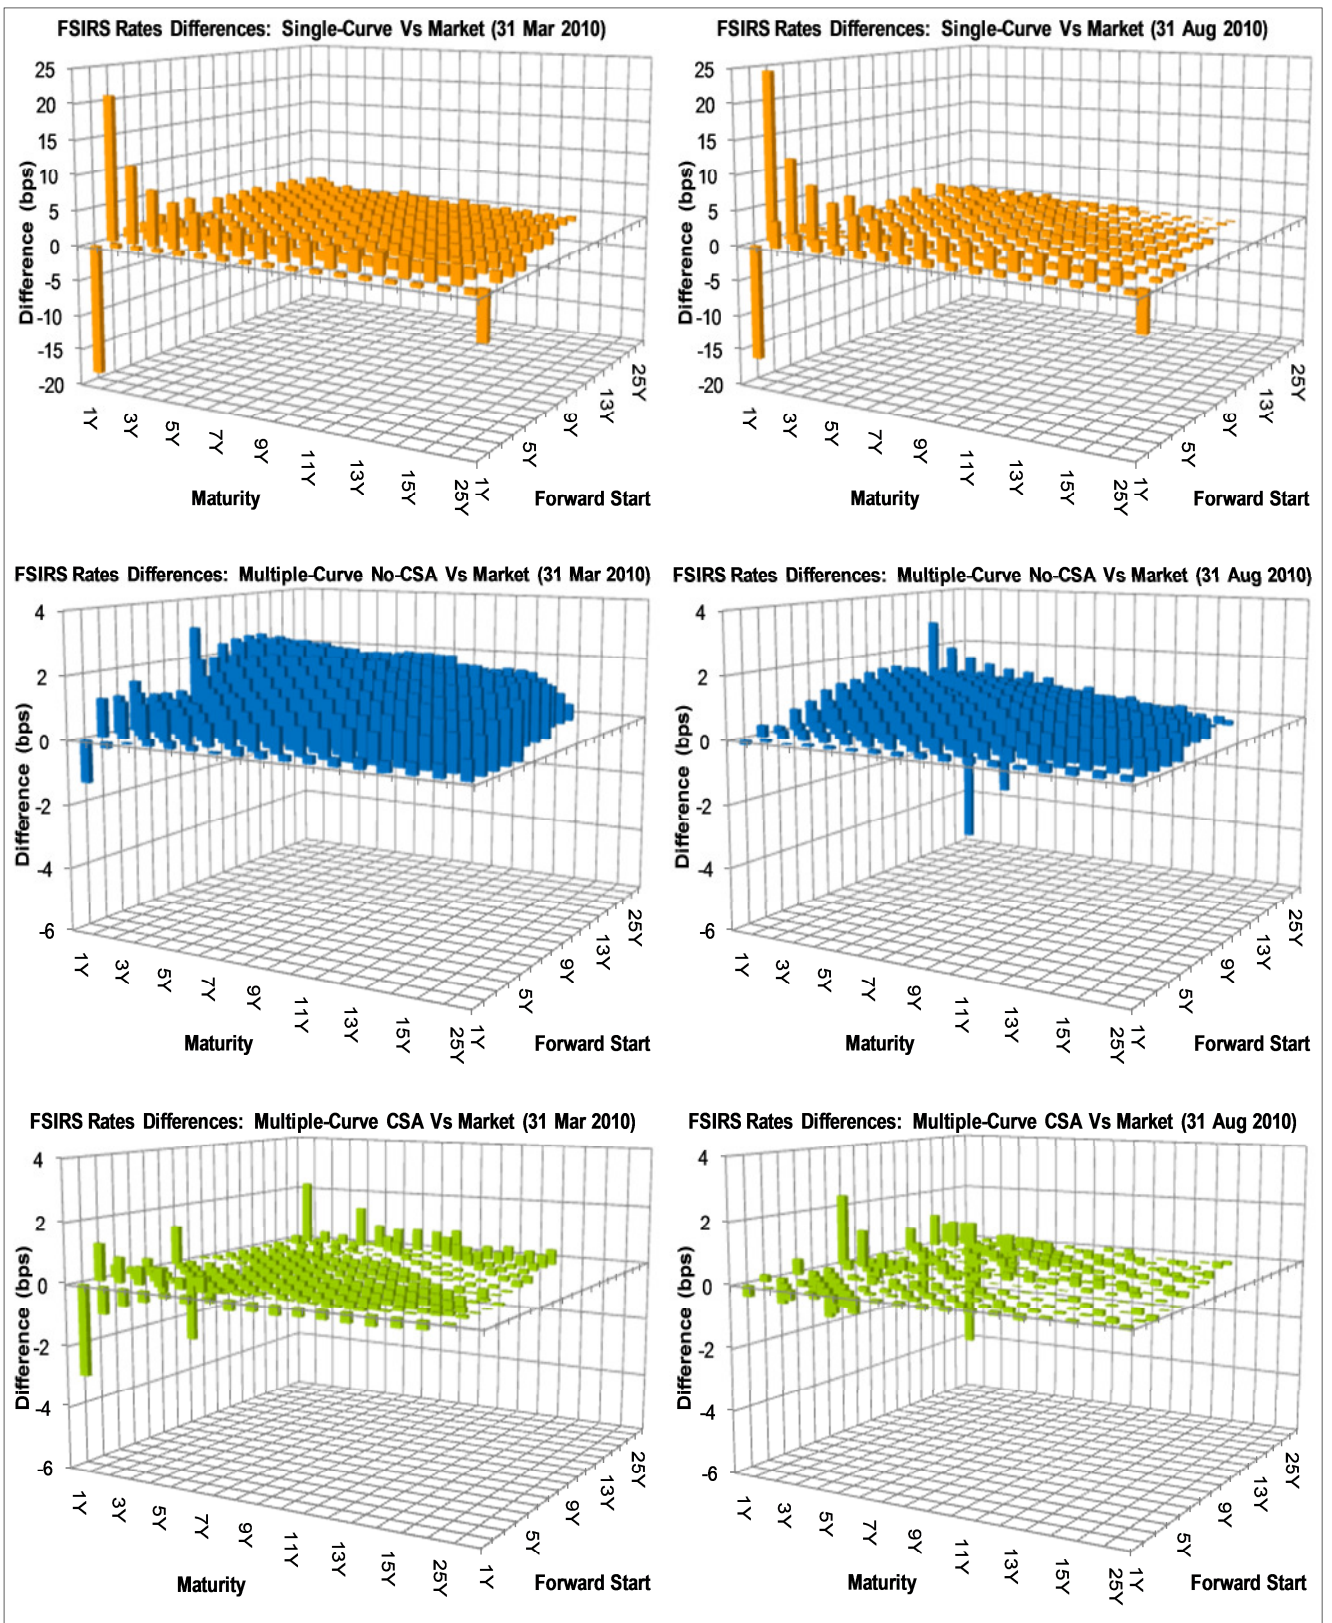 FSIRS Rates Differences: Single-Curve Vs Market (31 Mar 2010)
25
20
15
10
5
0
-5
-10
-15
-20
Difference (bps)
1Y
3Y
5Y
7Y
9Y
11Y
13Y
15Y
25Y
Maturity
1Y
5Y
9Y
13Y
25Y
Forward Start
FSIRS Rates Differences: Single-Curve Vs Market (31 Aug 2010)
25
20
15
10
5
0
-5
-10
-15
-20
Difference (bps)
1Y
3Y
5Y
7Y
9Y
11Y
13Y
15Y
25Y
Maturity
1Y
5Y
9Y
13Y
25Y
Forward Start
FSIRS Rates Differences: Multiple-Curve No-CSA Vs Market (31 Mar 2010)
4
2
0
-2
-4
-6
Difference (bps)
1Y
3Y
5Y
7Y
9Y
11Y
13Y
15Y
25Y
Maturity
1Y
5Y
9Y
13Y
25Y
Forward Start
FSIRS Rates Differences: Multiple-Curve No-CSA Vs Market (31 Aug 2010)
4
2
0
-2
-4
-6
Difference (bps)
1Y
3Y
5Y
7Y
9Y
11Y
13Y
15Y
25Y
Maturity
1Y
5Y
9Y
13Y
25Y
Forward Start
FSIRS Rates Differences: Multiple-Curve CSA Vs Market (31 Mar 2010)
4
2
0
-2
-4
-6
Difference (bps)
1Y
3Y
5Y
7Y
9Y
11Y
13Y
15Y
25Y
Maturity
1Y
5Y
9Y
13Y
25Y
Forward Start
FSIRS Rates Differences: Multiple-Curve CSA Vs Market (31 Aug 2010)
4
2
0
-2
-4
-6
Difference (bps)
1Y
3Y
5Y
7Y
9Y
11Y
13Y
15Y
25Y
Maturity
1Y
5Y
9Y
13Y
25Y
Forward Start